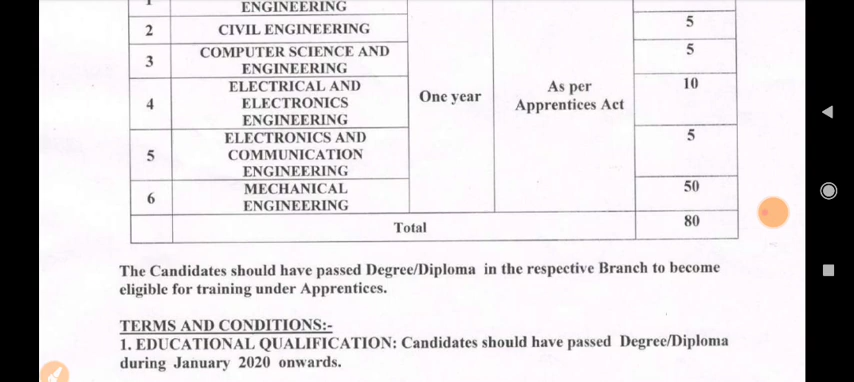 1
ENGINEERING
2 CIVIL ENGINEERING 5
3 COMPUTER SCIENCE AND
ENGINEERING 5
4 ELECTRICAL AND
ELECTRONICS
ENGINEERING One year As per
Apprentices Act 10
5 ELECTRONICS AND
COMMUNICATION
ENGINEERING 5
6 MECHANICAL
ENGINEERING 50
Total 80
The Candidates should have passed Degree/Diploma in the respective Branch to become
eligible for training under Apprentices.
TERMS AND CONDITIONS:-
1. EDUCATIONAL QUALIFICATION: Candidates should have passed Degree/Diploma
during January 2020 onwards.